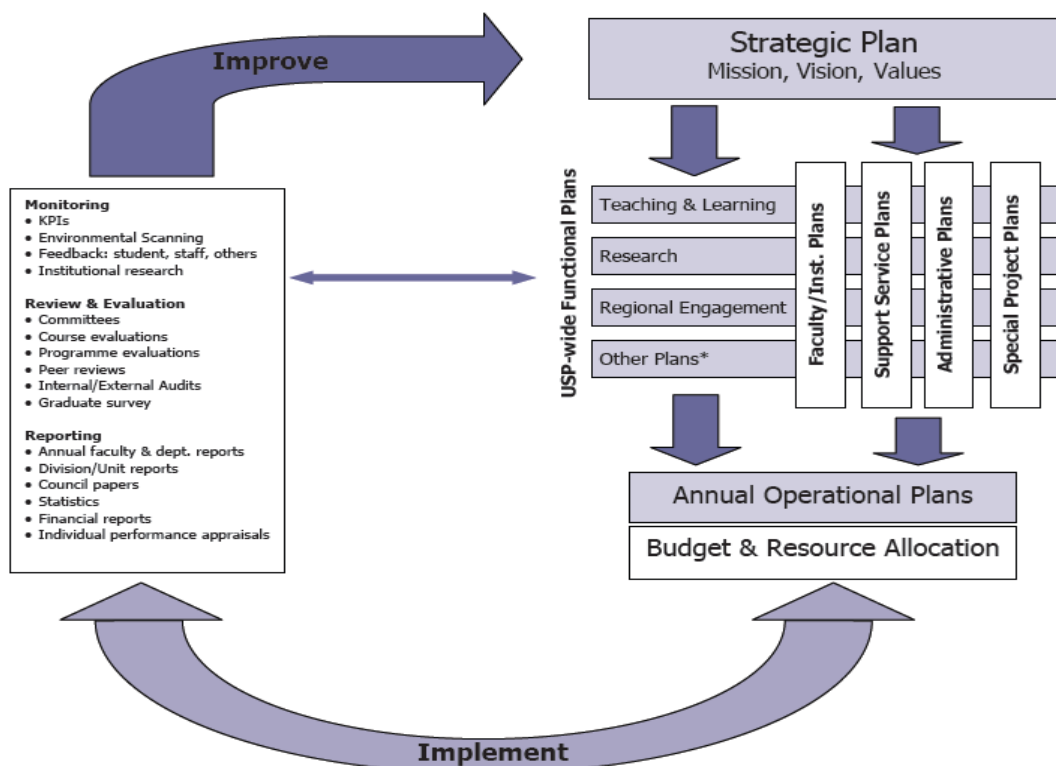 Improve
Strategic Plan
Mission, Vision, Values
Monitoring
• KPIs
• Environmental Scanning
• Feedback: student, staff, others
• Institutional research
Review & Evaluation
• Committees
• Course evaluations
• Programme evaluations
• Peer reviews
• Internal/External Audits
• Graduate survey
Reporting
• Annual faculty & dept. reports
• Division/Unit reports
• Council papers
• Statistics
• Financial reports
• Individual performance appraisals
USP-wide Functional Plans
Teaching & Learning
Research
Regional Engagement
Other Plans*
Faculty/Inst. Plans
Support Service Plans
Administrative Plans
Special Project Plans
Annual Operational Plans
Budget & Resource Allocation
Implement